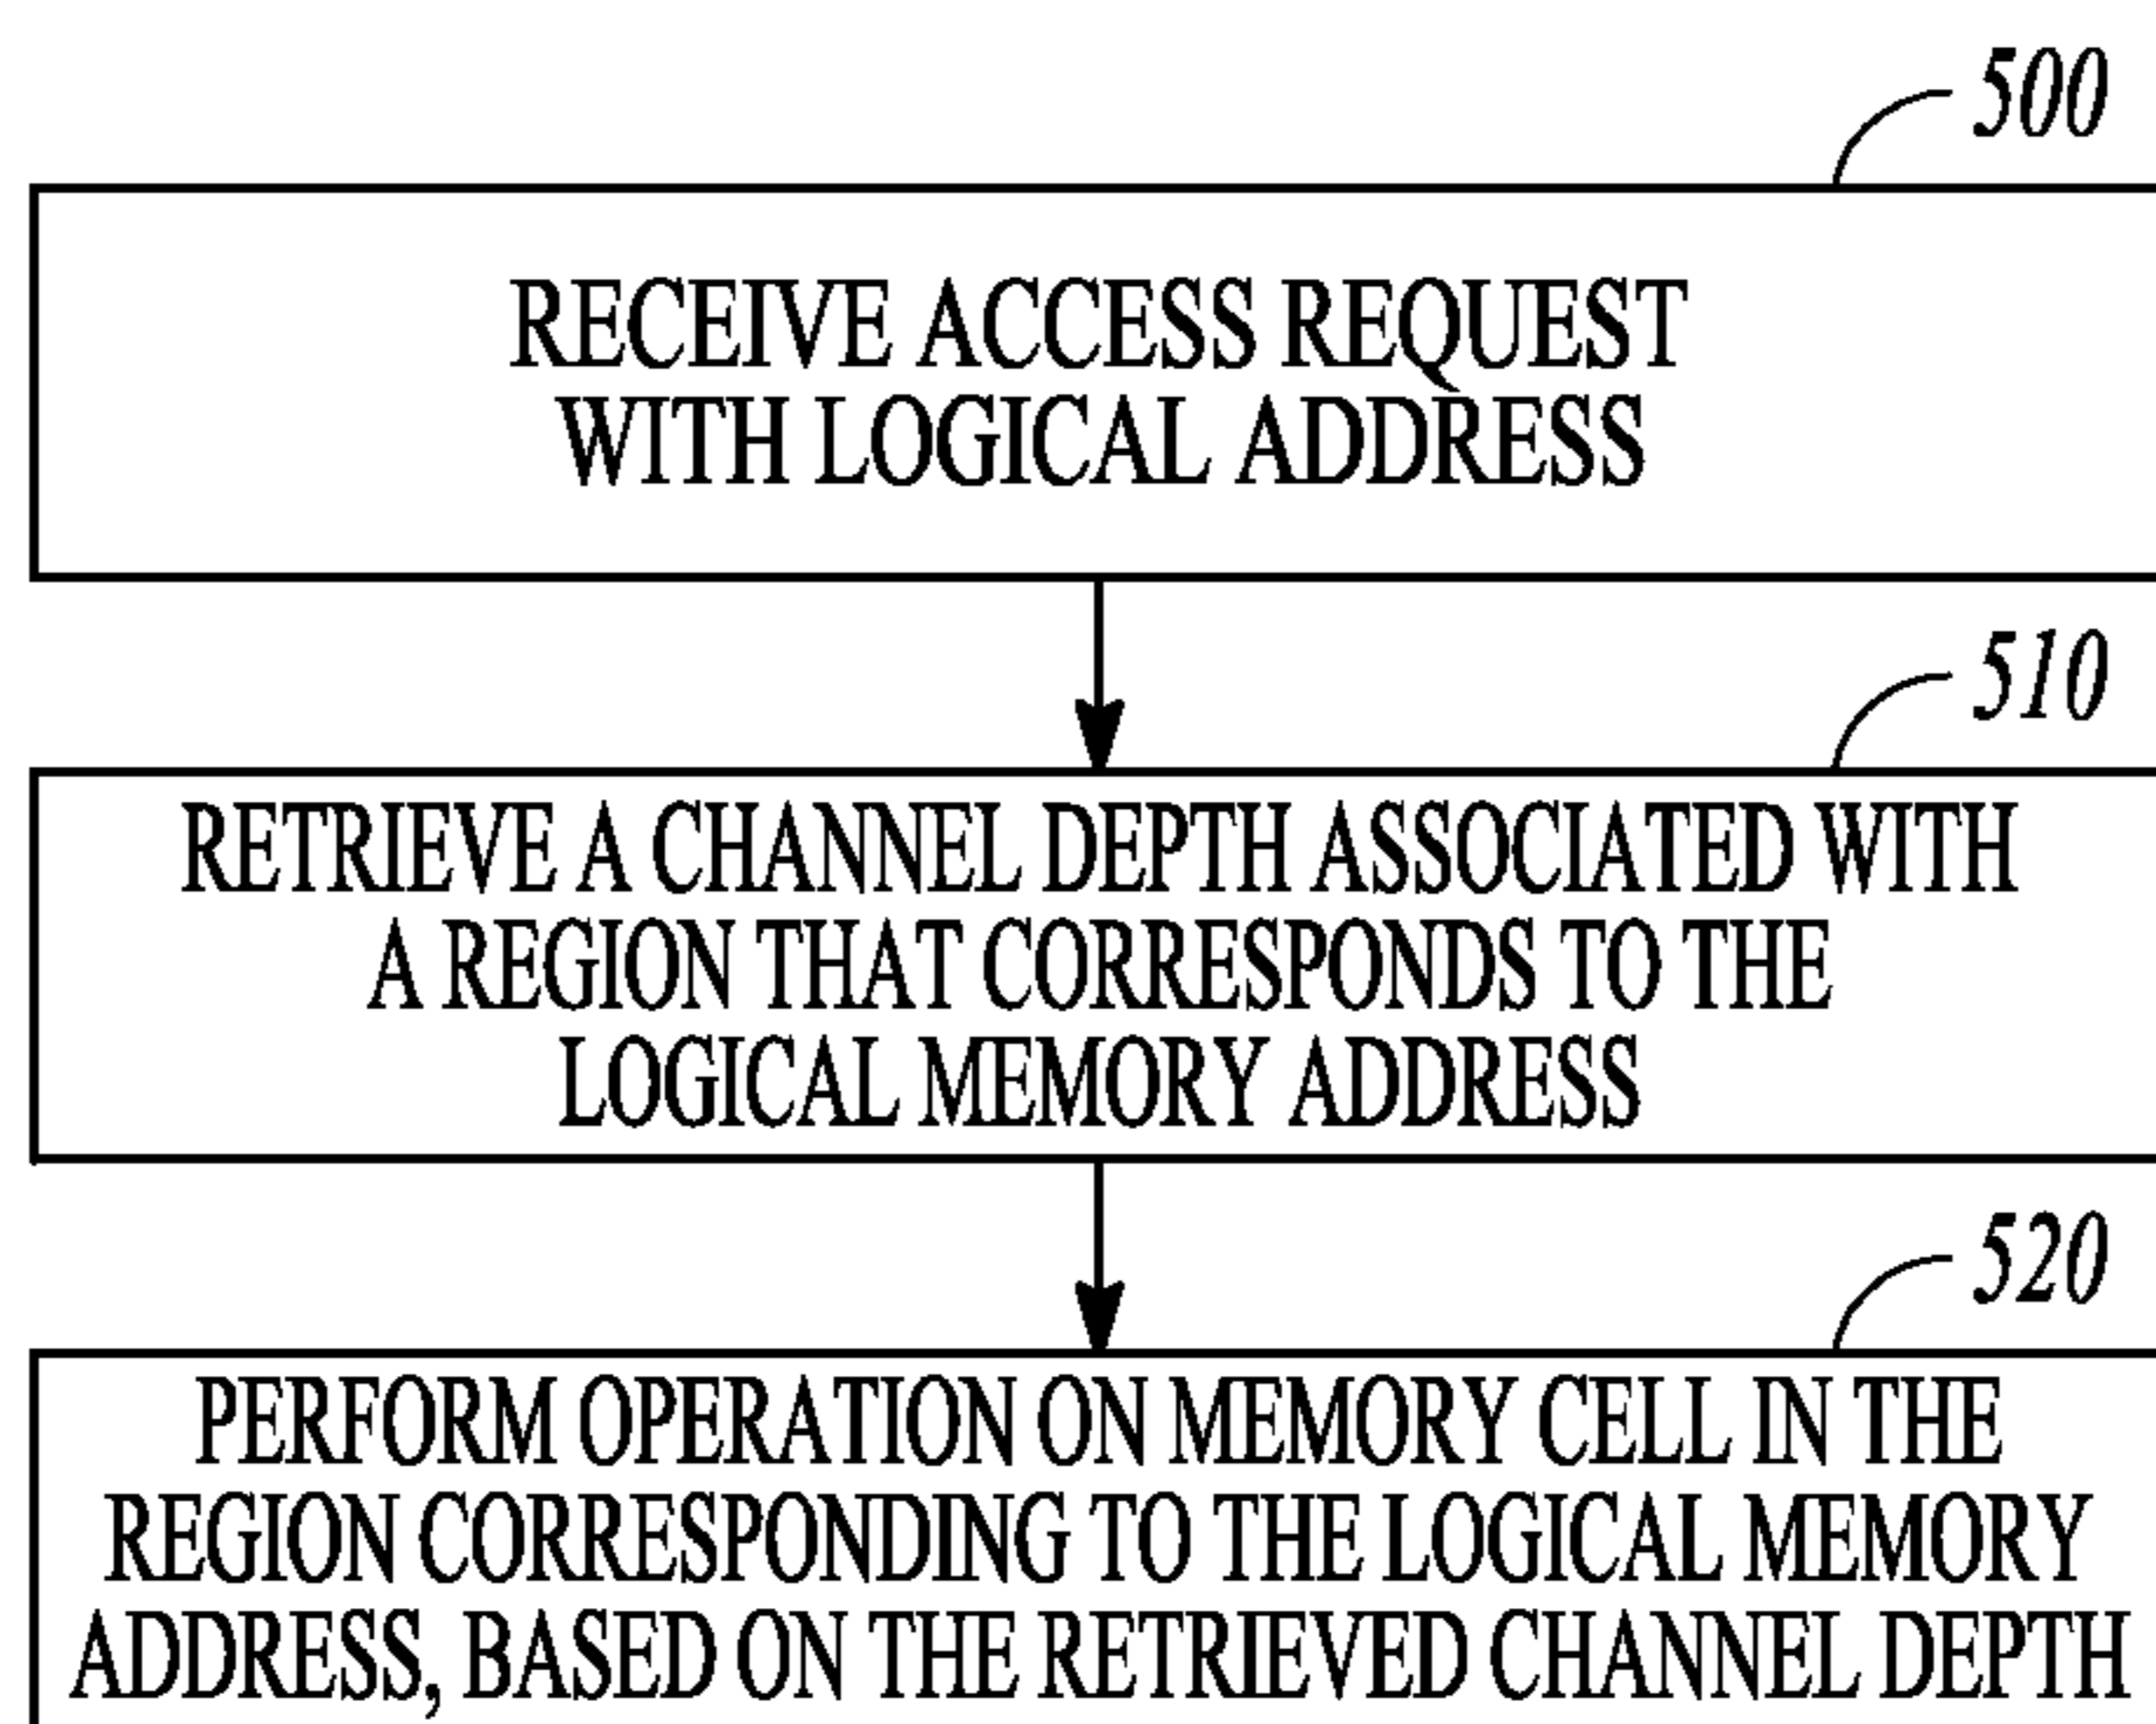 500
RECEIVE ACCESS REQUEST
WITH LOGICAL ADDRESS
510
RETRIEVE A CHANNEL DEPTH ASSOCIATED WITH
A REGION THAT CORRESPONDS TO THE
LOGICAL MEMORY ADDRESS
520
PERFORM OPERATION ON MEMORY CELL IN THE
REGION CORRESPONDING TO THE LOGICAL MEMORY
ADDRESS, BASED ON THE RETRIEVED CHANNEL DEPTH